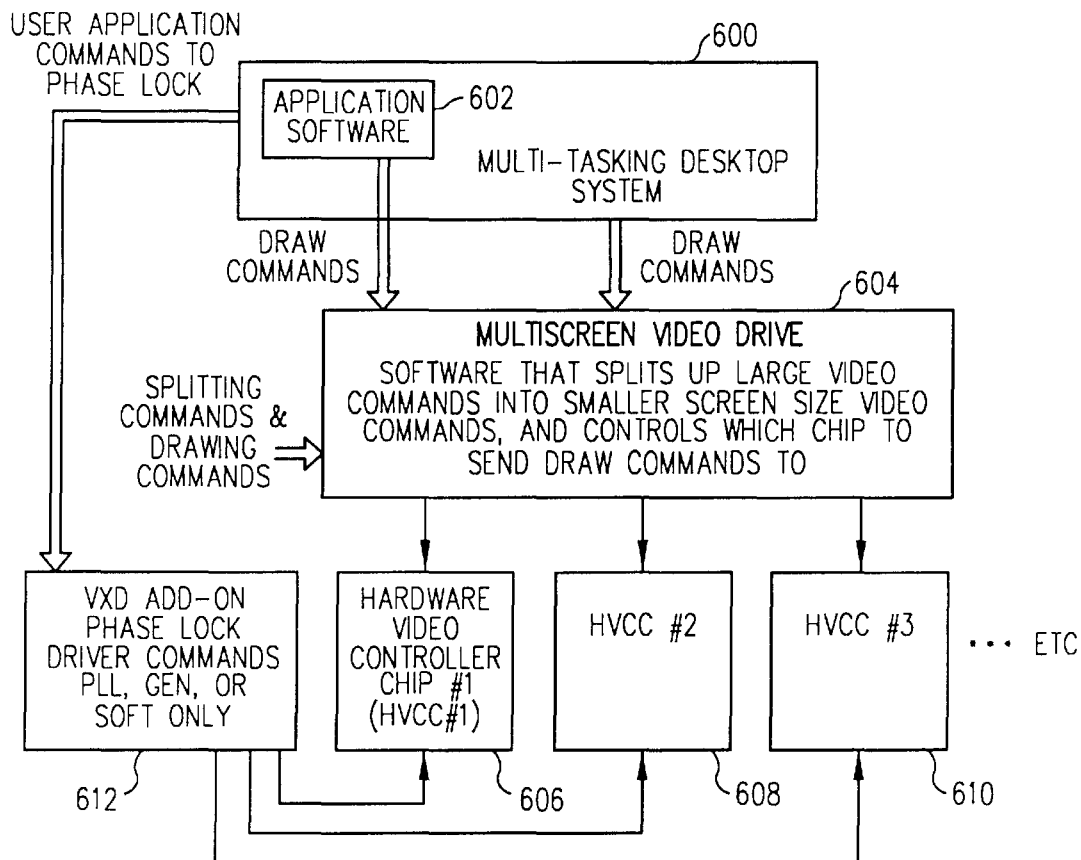 USER APPLICATION
COMMANDS TO
PHASE LOCK
600
APPLICATION
SOFTWARE
602
MULTI-TASKING DESKTOP
SYSTEM
DRAW
COMMANDS
DRAW
COMMANDS
604
MULTISCREEN VIDEO DRIVE
SOFTWARE THAT SPLITS UP LARGE VIDEO
COMMANDS INTO SMALLER SCREEN SIZE VIDEO
COMMANDS, AND CONTROLS WHICH CHIP TO
SEND DRAW COMMANDS TO
SPLITTING
COMMANDS &
DRAWING
COMMANDS
VXD ADD-ON
PHASE LOCK
DRIVER COMMANDS
PLL, GEN, OR
SOFT ONLY
612
HARDWARE
VIDEO
CONTROLLER
CHIP #1
(HVCC#1)
606
HVCC #2
608
HVCC #3
610
••• ETC